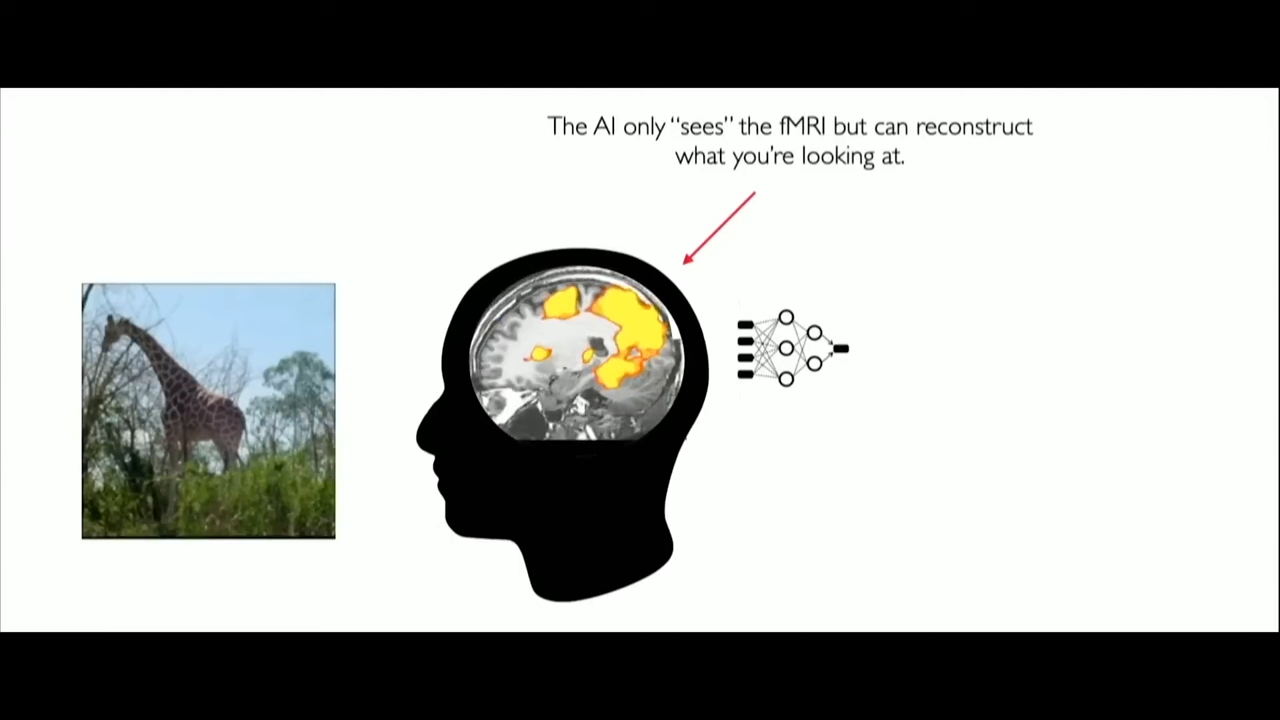 The AI only “sees” the fMRI but can reconstruct
what you’re looking at.